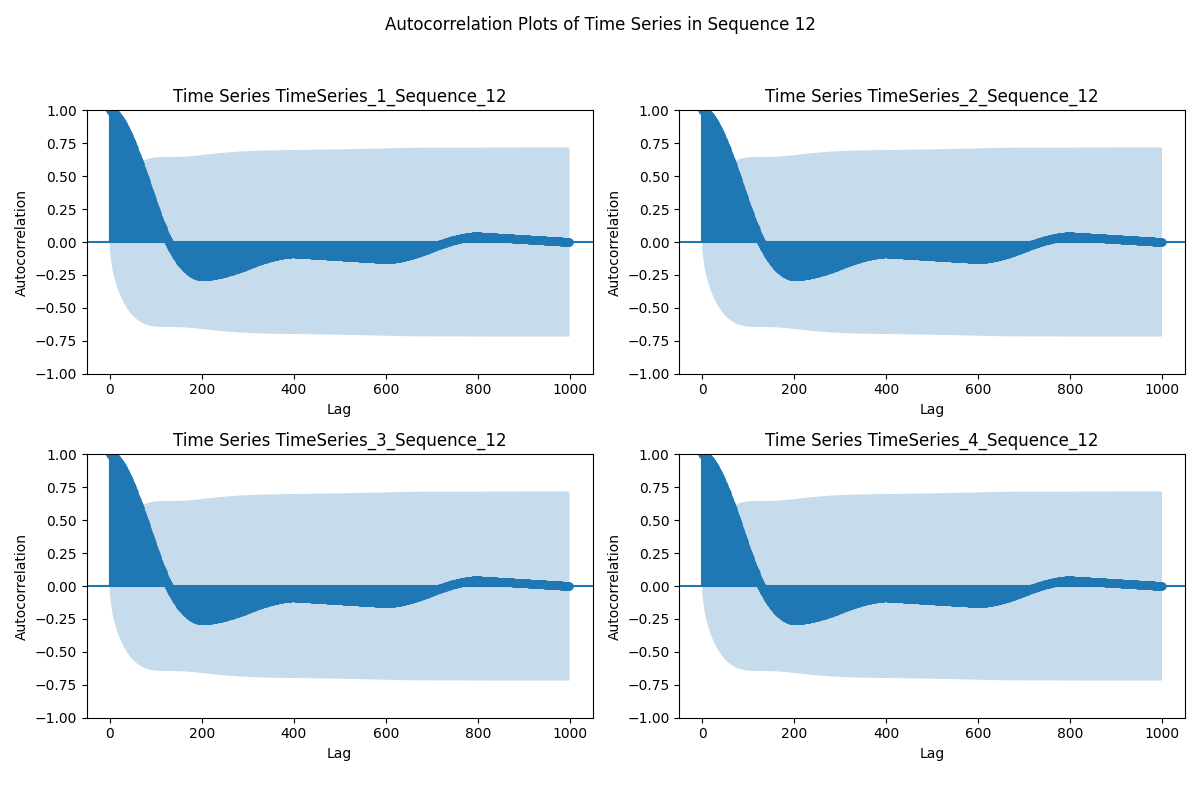 Autocorrelation Plots of Time Series in Sequence 12
Time Series TimeSeries_1_Sequence_12
1.00
0.75
0.50
0.25
0.00
−0.25
−0.50
−0.75
−1.00
Autocorrelation
0 200 400 600 800 1000
Lag
Time Series TimeSeries_2_Sequence_12
1.00
0.75
0.50
0.25
0.00
−0.25
−0.50
−0.75
−1.00
Autocorrelation
0 200 400 600 800 1000
Lag
Time Series TimeSeries_3_Sequence_12
1.00
0.75
0.50
0.25
0.00
−0.25
−0.50
−0.75
−1.00
Autocorrelation
0 200 400 600 800 1000
Lag
Time Series TimeSeries_4_Sequence_12
1.00
0.75
0.50
0.25
0.00
−0.25
−0.50
−0.75
−1.00
Autocorrelation
0 200 400 600 800 1000
Lag